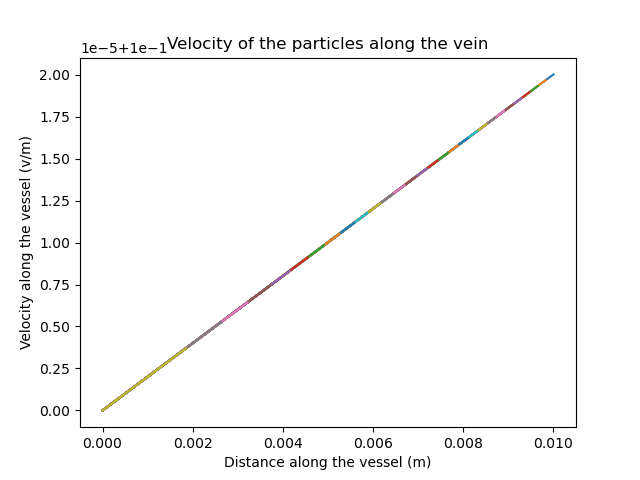 1e−5+1e−1
Velocity of the particles along the vein
2.00
1.75
1.50
1.25
1.00
0.75
0.50
0.25
0.00
Velocity along the vessel (v/m)
0.000 0.002 0.004 0.006 0.008 0.010
Distance along the vessel (m)